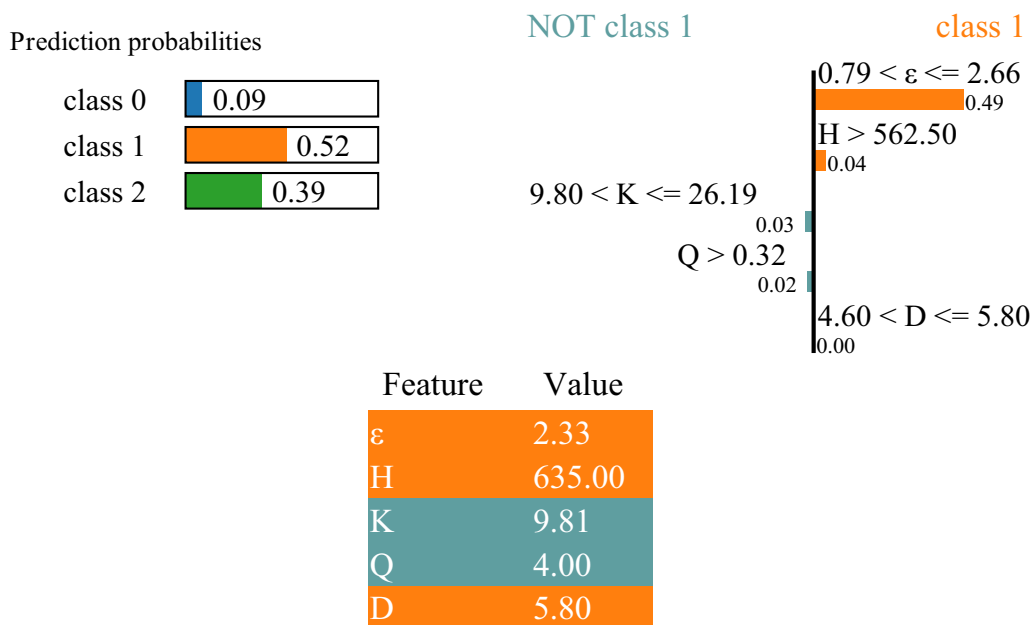 Prediction probabilities
class 0 0.09
class 1 0.52
class 2 0.39
NOT class 1 class 1
0.79 < ε <= 2.66
0.49
H > 562.50
0.04
9.80 < K <= 26.19
0.03
Q > 0.32
0.02
4.60 < D <= 5.80
0.00
Feature Value
ε 2.33
H 635.00
K 9.81
Q 4.00
D 5.80